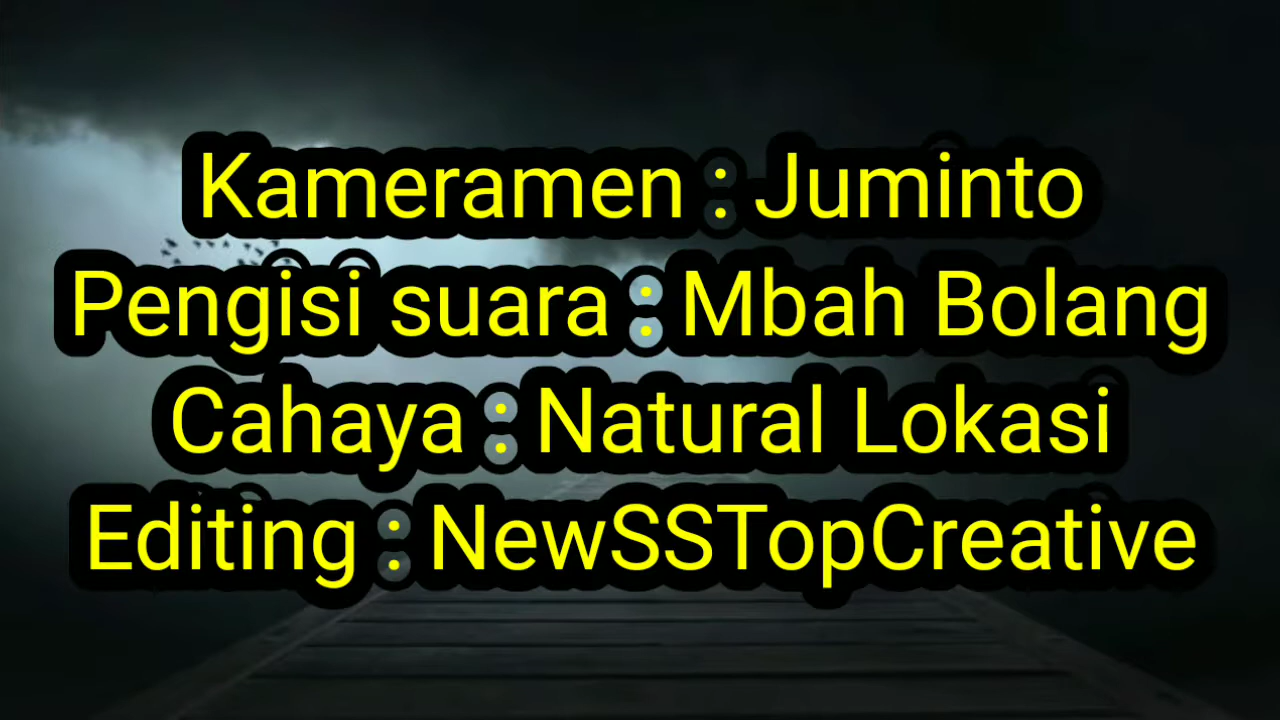 Kameramen : Juminto
Pengisi suara : Mbah Bolang
Cahaya : Natural Lokasi
Editing : NewSSTopCreative